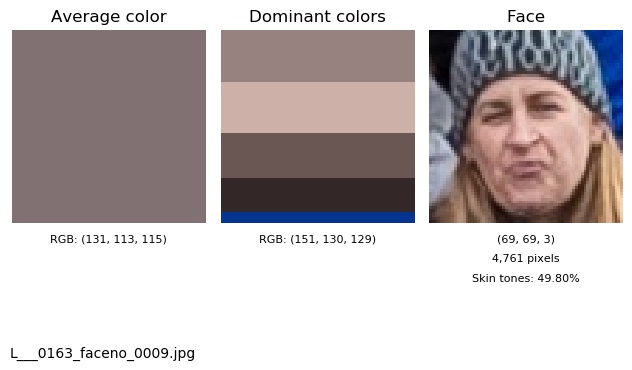 Average color
Dominant colors
Face
RGB: (131, 113, 115)
RGB: (151, 130, 129)
(69, 69, 3)
4,761 pixels
Skin tones: 49.80%
L___0163_faceno_0009.jpg